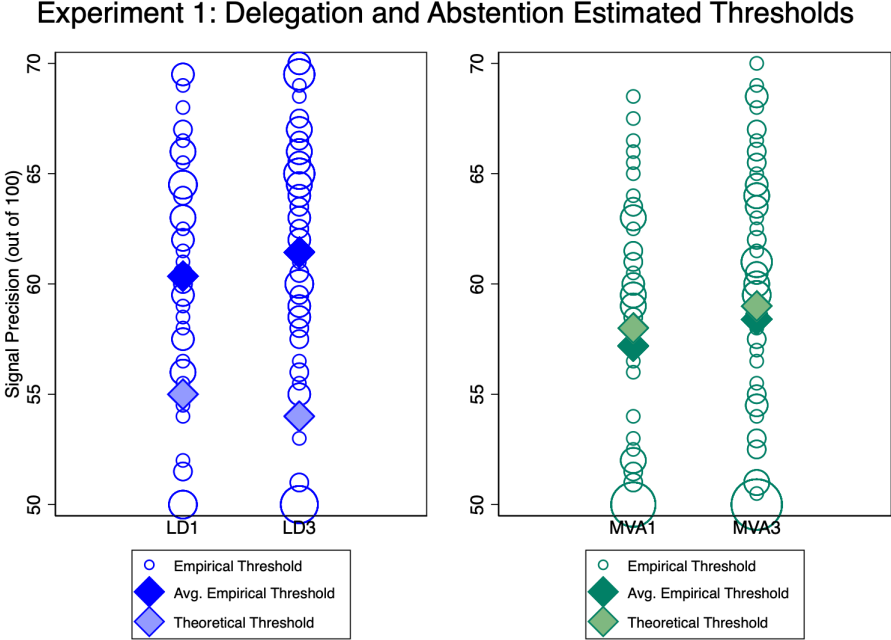 Experiment 1: Delegation and Abstention Estimated Thresholds
Signal Precision (out of 100)
70
65
60
55
50
LD1 LD3
70
65
60
55
50
MVA1 MVA3
Empirical Threshold
Avg. Empirical Threshold
Theoretical Threshold
Empirical Threshold
Avg. Empirical Threshold
Theoretical Threshold